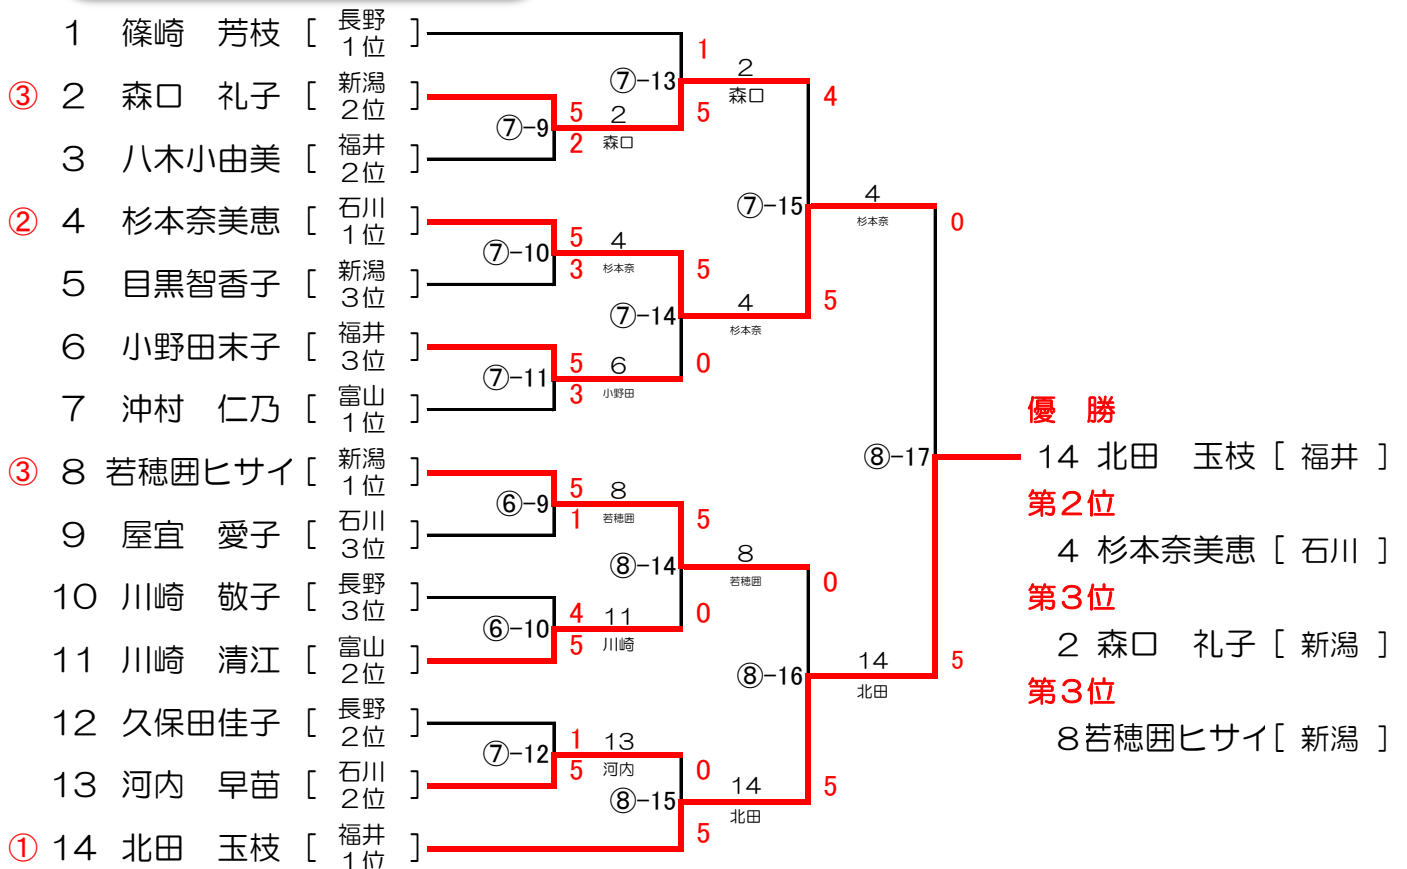 1 篠崎 芳枝 [ 長野 1位 ]
③ 2 森口 礼子 [ 新潟 2位 ]
3 八木小由美 [ 福井 2位 ]
② 4 杉本奈美恵 [ 石川 1位 ]
5 目黒智香子 [ 新潟 3位 ]
6 小野田末子 [ 福井 3位 ]
7 沖村 仁乃 [ 富山 1位 ]
③ 8 若穂囲ヒサイ [ 新潟 1位 ]
9 屋宜 愛子 [ 石川 3位 ]
10 川崎 敬子 [ 長野 3位 ]
11 川崎 清江 [ 富山 2位 ]
12 久保田佳子 [ 長野 2位 ]
13 河内 早苗 [ 石川 2位 ]
① 14 北田 玉枝 [ 福井 1位 ]
⑦-9
5
2
2
森口
⑦-10
5
3
4
杉本奈
⑦-11
5
3
6
小野田
⑥-9
5
1
8
若穂囲
⑥-10
4
5
11
川崎
⑦-12
1
5
13
河内
⑦-13
1
5
2
森口
⑦-14
5
0
4
杉本奈
⑧-14
5
0
8
若穂囲
⑧-15
0
5
14
北田
⑦-15
4
5
4
杉本奈
⑧-16
0
5
14
北田
⑧-17
0
5
優 勝
14 北田 玉枝 [ 福井 ]
第2位
4 杉本奈美恵 [ 石川 ]
第3位
2 森口 礼子 [ 新潟 ]
第3位
8若穂囲ヒサイ[ 新潟 ]